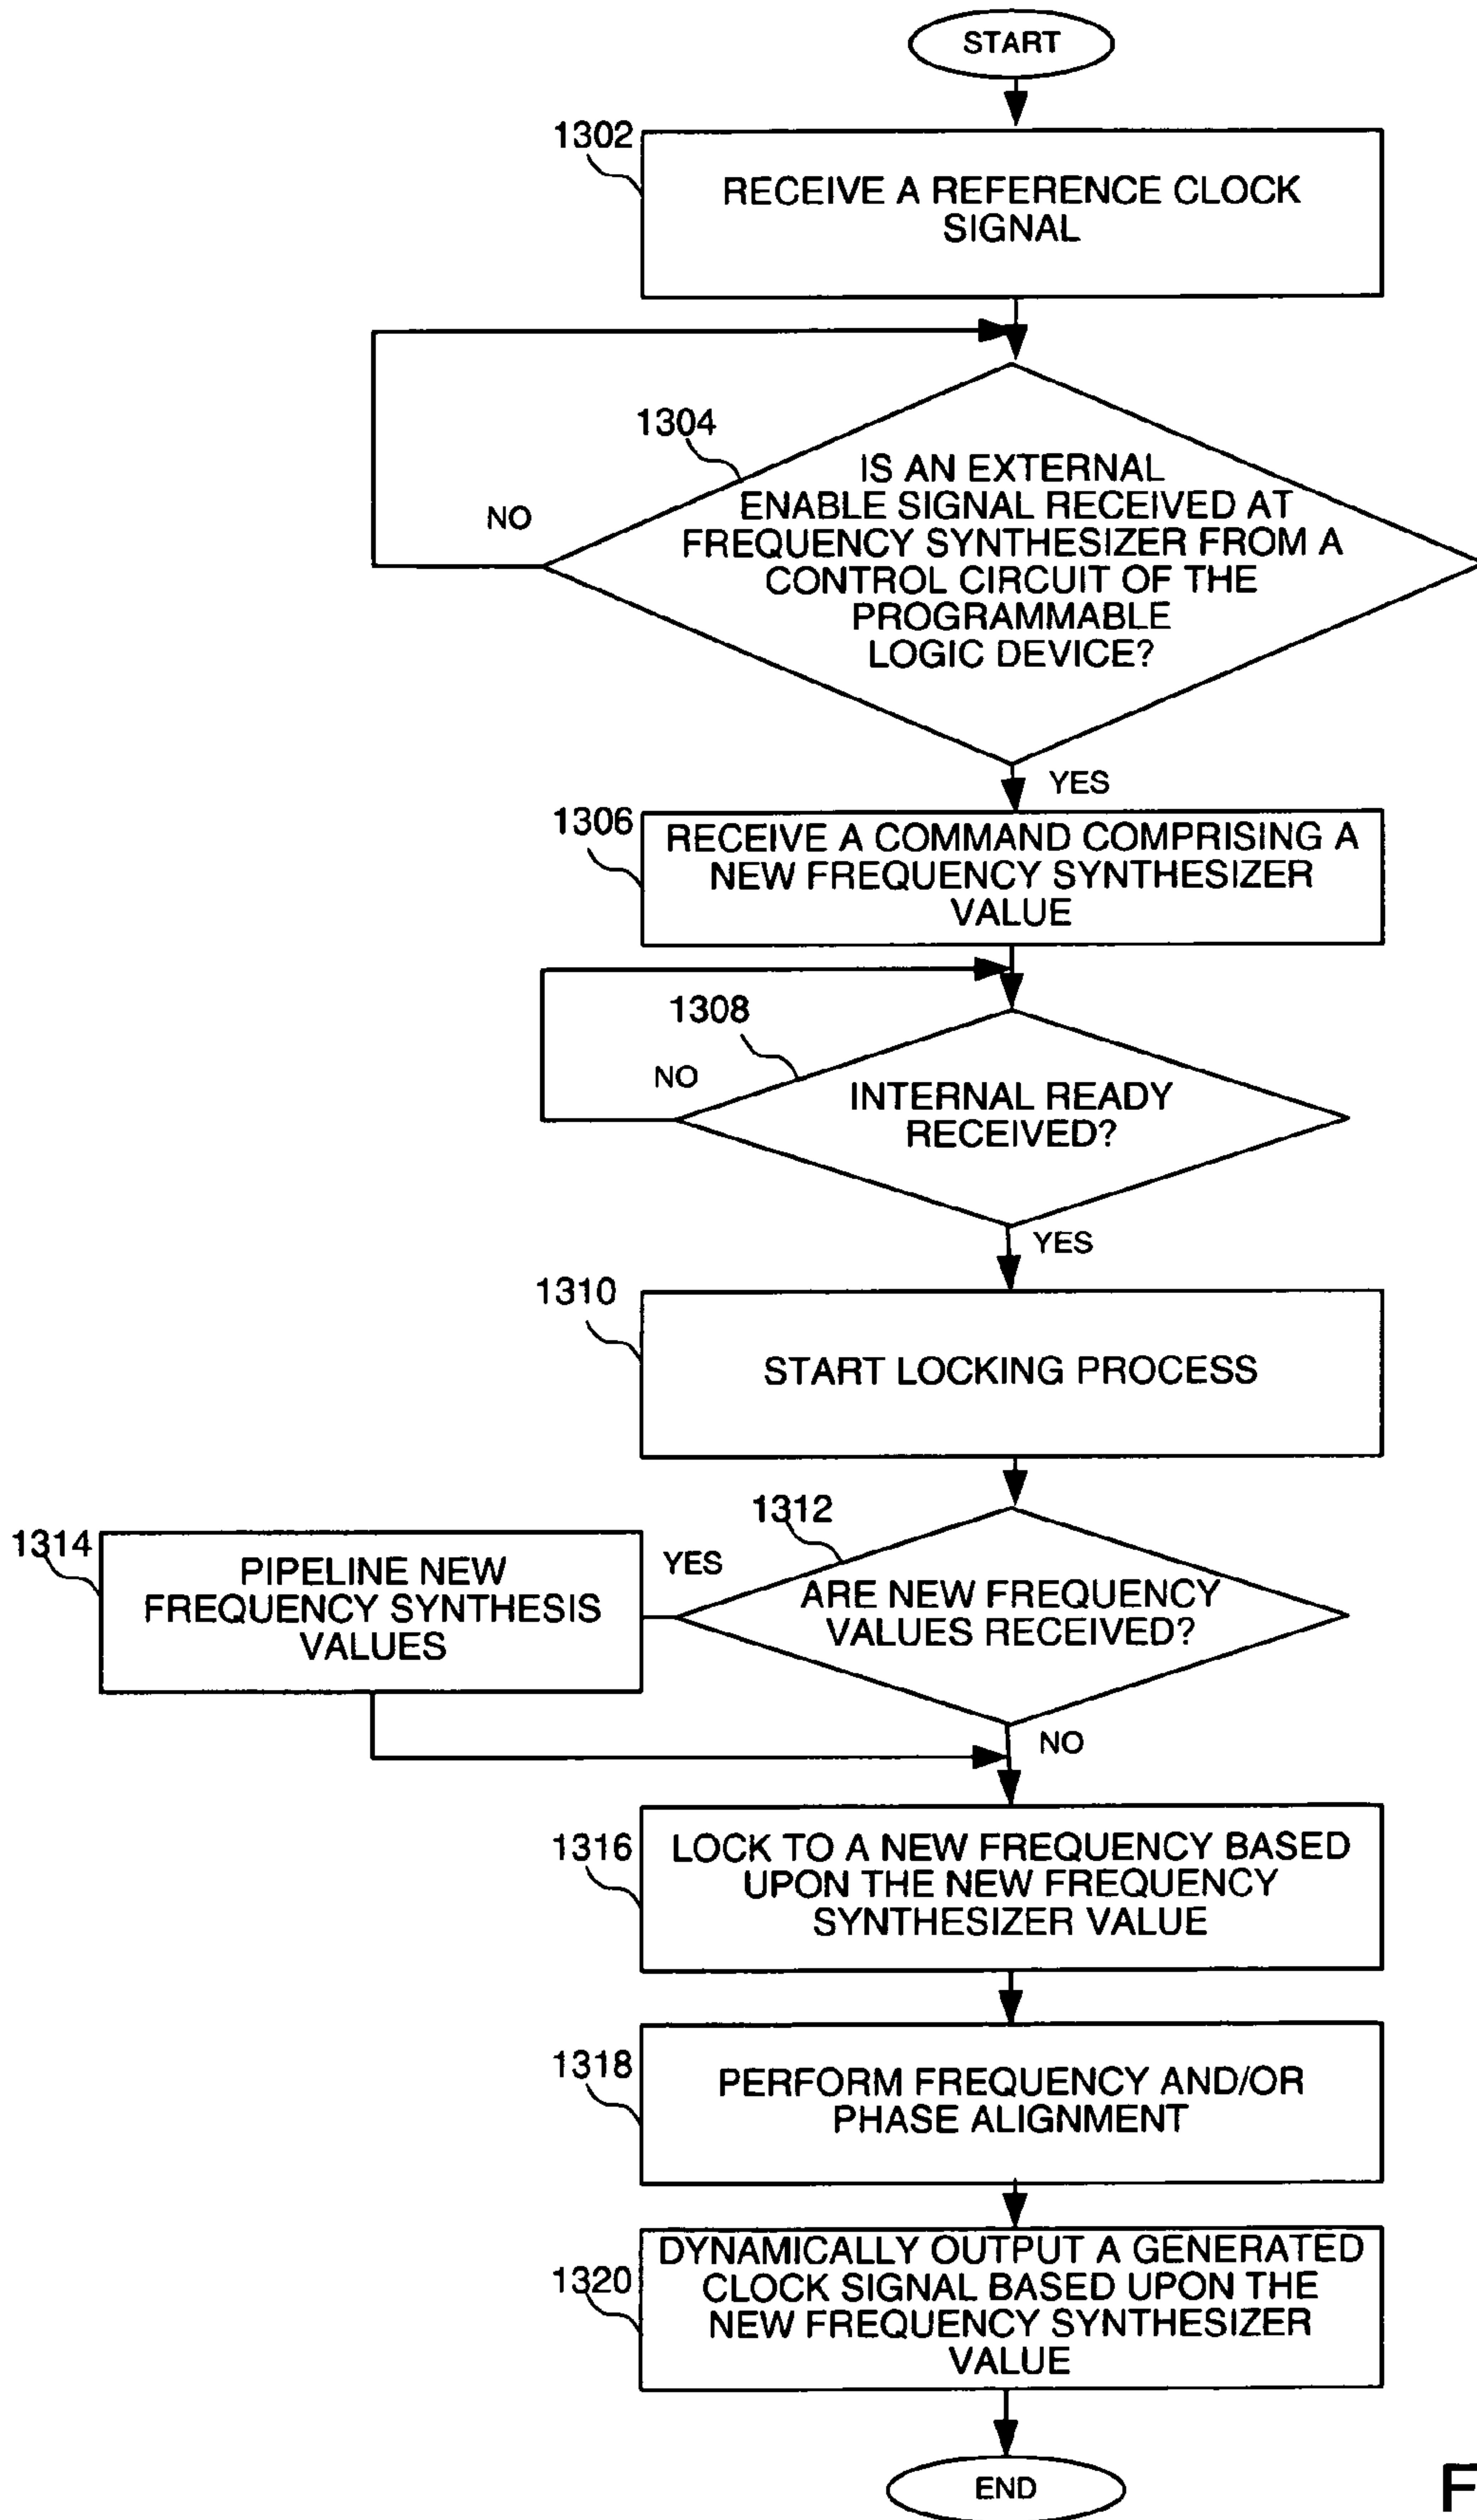 START
1302
RECEIVE A REFERENCE CLOCK
SIGNAL
1304
IS AN EXTERNAL
ENABLE SIGNAL RECEIVED AT
FREQUENCY SYNTHESIZER FROM A
CONTROL CIRCUIT OF THE
PROGRAMMABLE
LOGIC DEVICE?
NO
YES
1306
RECEIVE A COMMAND COMPRISING A
NEW FREQUENCY SYNTHESIZER
VALUE
1308
NO
INTERNAL READY
RECEIVED?
YES
1310
START LOCKING PROCESS
1312
ARE NEW FREQUENCY
VALUES RECEIVED?
YES
1314
PIPELINE NEW
FREQUENCY SYNTHESIS
VALUES
NO
1316
LOCK TO A NEW FREQUENCY BASED
UPON THE NEW FREQUENCY
SYNTHESIZER VALUE
1318
PERFORM FREQUENCY AND/OR
PHASE ALIGNMENT
1320
DYNAMICALLY OUTPUT A GENERATED
CLOCK SIGNAL BASED UPON THE
NEW FREQUENCY SYNTHESIZER
VALUE
END